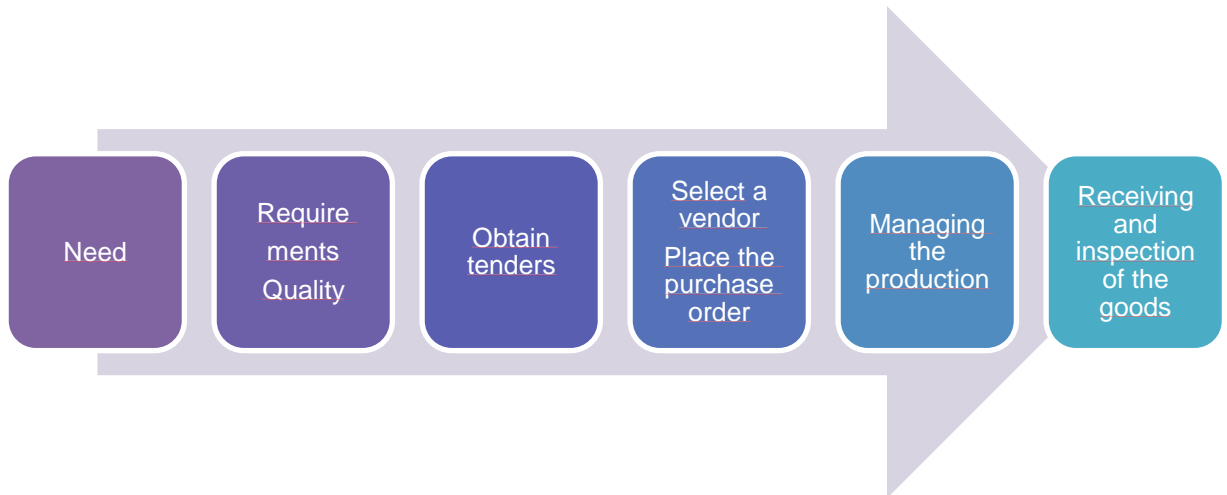 Need
Require
ments
Quality
Obtain
tenders
Select a
vendor
Place the
purchase
order
Managing
the
production
Receiving
and
inspection
of the
goods